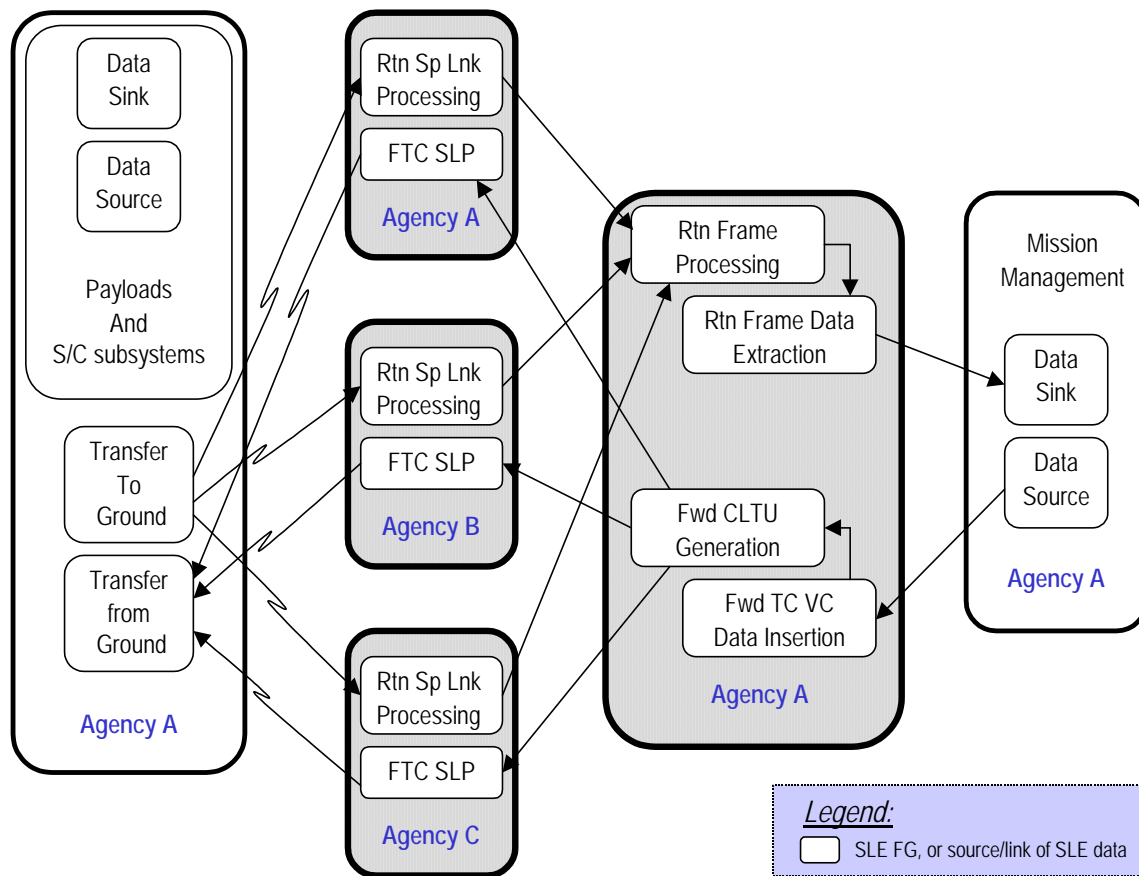 Data
Sink
Data
Source
Payloads
And
S/C subsystems
Transfer
To
Ground
Transfer
from
Ground
Agency A
Rtn Sp Lnk
Processing
FTC SLP
Agency A
Rtn Sp Lnk
Processing
FTC SLP
Agency B
Rtn Sp Lnk
Processing
FTC SLP
Agency C
Rtn Frame
Processing
Rtn Frame Data
Extraction
Fwd CLTU
Generation
Fwd TC VC
Data Insertion
Agency A
Mission
Management
Data
Sink
Data
Source
Agency A
Legend:
SLE FG, or source/link of SLE data